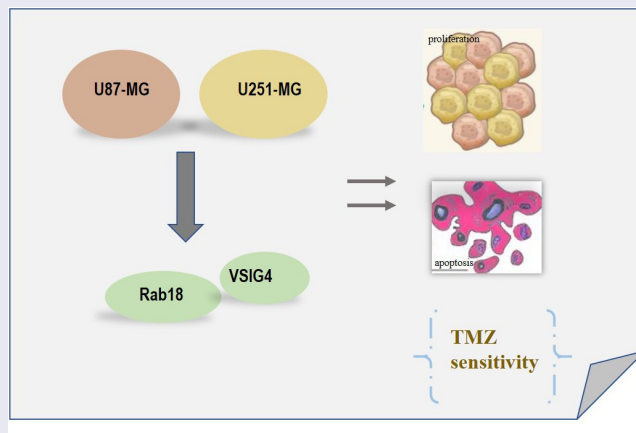 U87-MG
U251-MG
proliferation
Rab18
VSIG4
apoptosis
TMZ
sensitivity